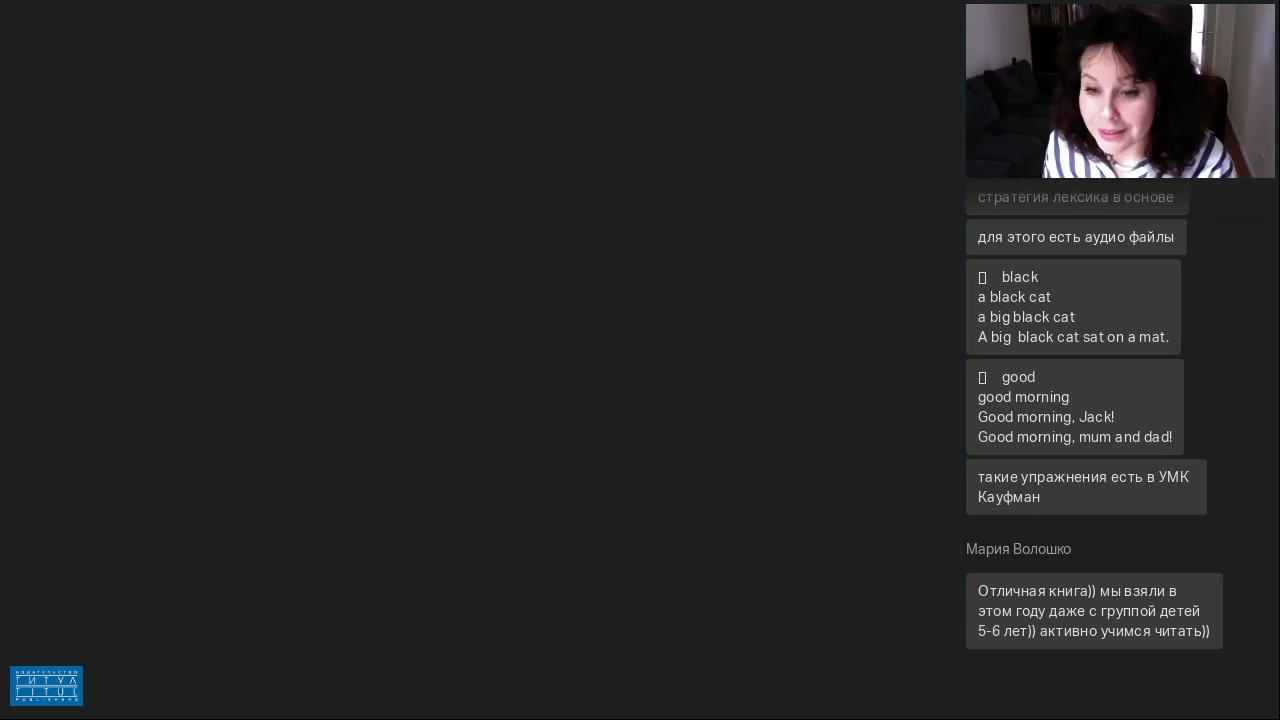 стратегия лексика в основе
для этого есть аудио файлы
black
a black cat
a big black cat
A big black cat sat on a mat.
good
good morning
Good morning, Jack!
Good morning, mum and dad!
такие упражнения есть в УМК
Кауфман
Мария Волошко
Отличная книга)) мы взяли в
этом году даже с группой детей
5-6 лет)) активно учимся читать))
ИЗДАТЕЛЬСТВО
ТИТУЛ
TITUL
PUBLISHERS